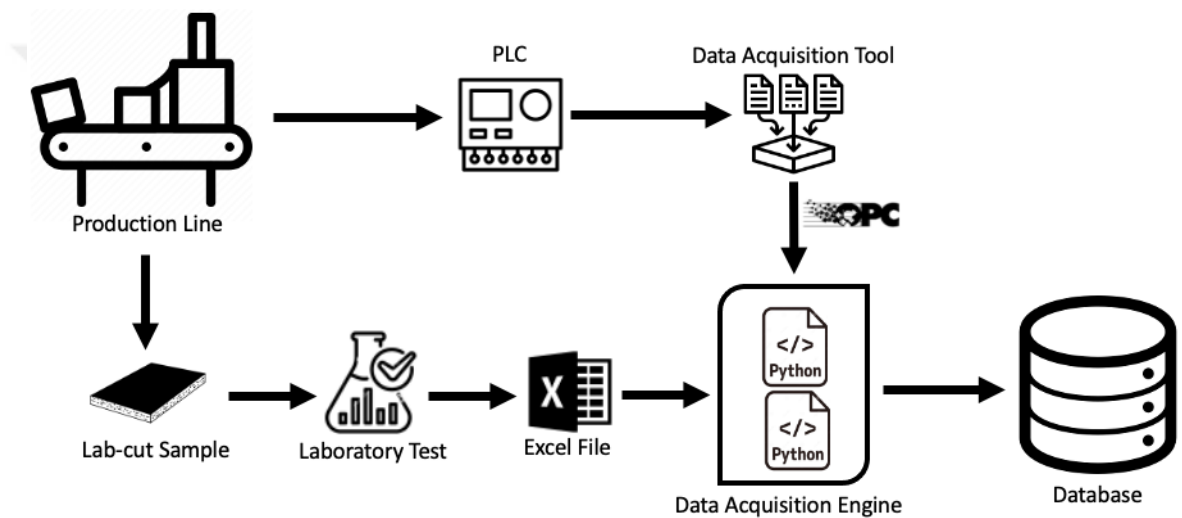 PLC
Data Acquisition Tool
Production Line
OPC
X
</>
Python
</>
Python
Lab-cut Sample
Laboratory Test
Excel File
Data Acquisition Engine
Database